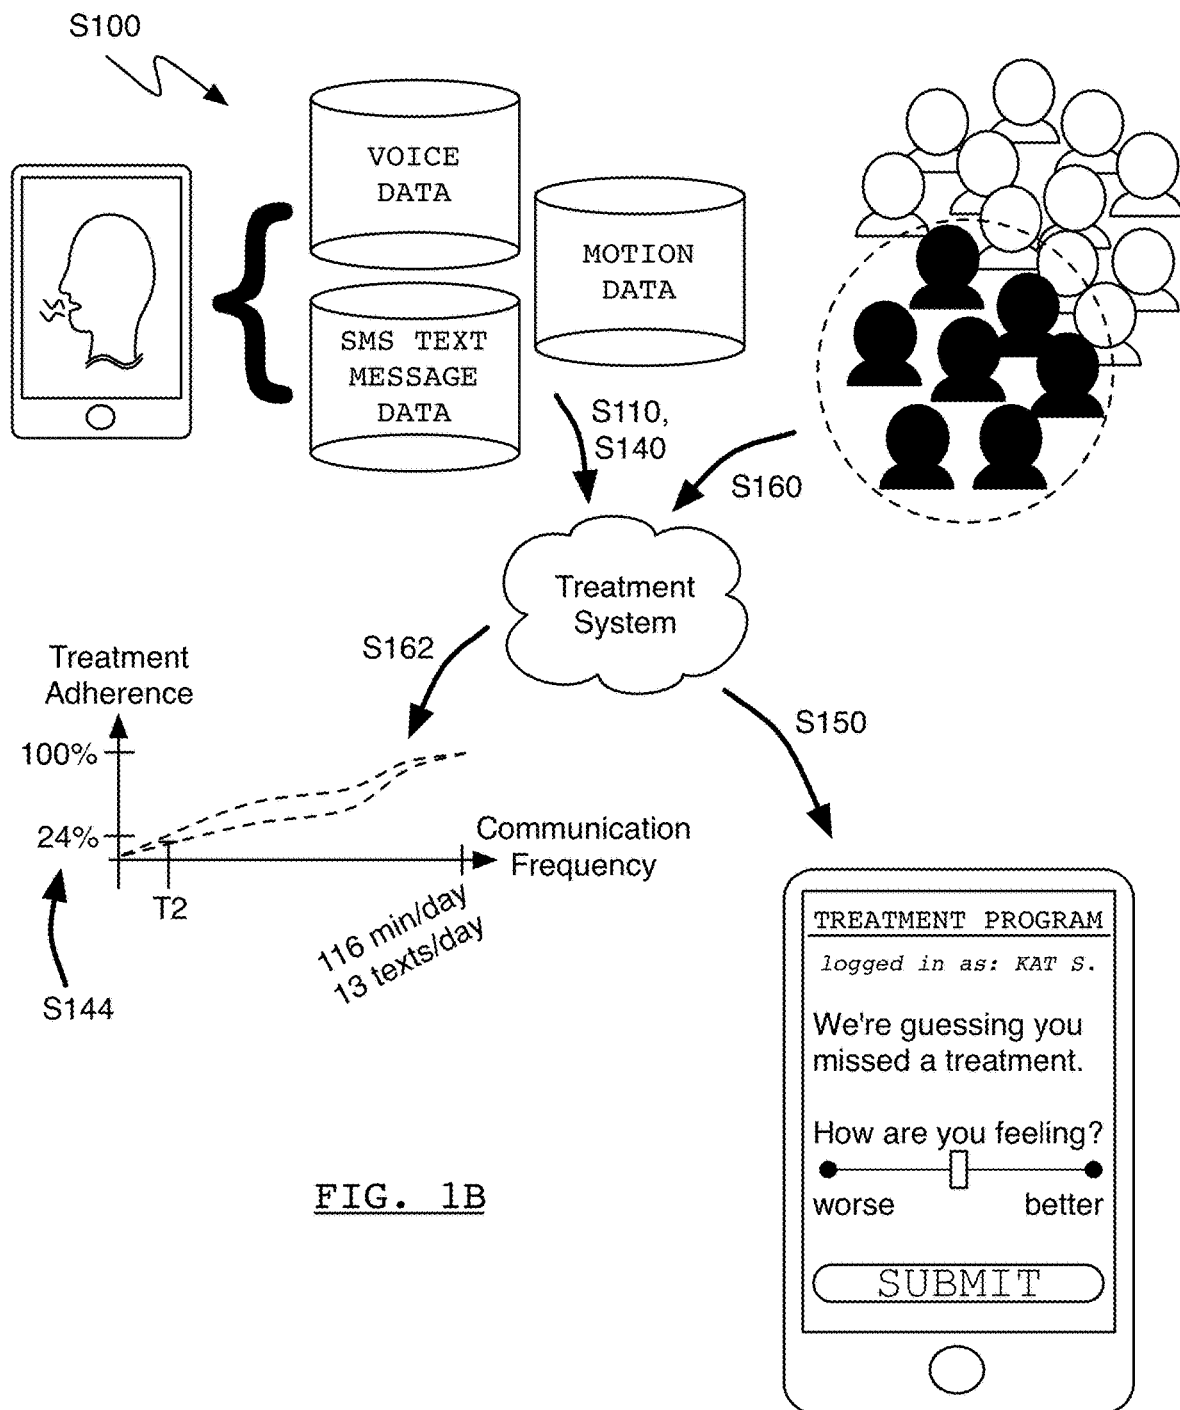 S100
VOICE
DATA
MOTION
DATA
SMS TEXT
MESSAGE
DATA
S110,
S140
S160
Treatment
System
S162
S150
Treatment
Adherence
100%
24%
Communication
Frequency
T2
116 min/day
13 texts/day
S144
TREATMENT PROGRAM
logged in as: KAT S.
We're guessing you
missed a treatment.
How are you feeling?
worse better
SUBMIT
FIG. 1B